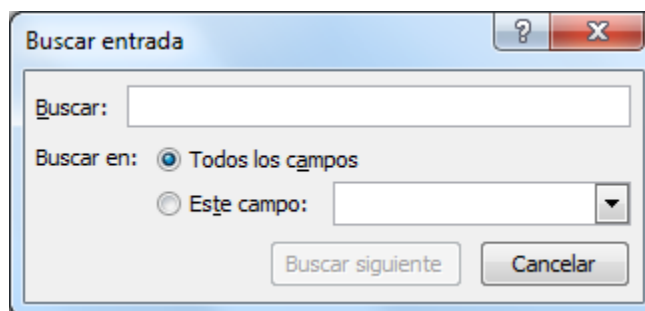 Buscar entrada
Buscar:
Buscar en: Todos los campos
Este campo:
Buscar siguiente Cancelar